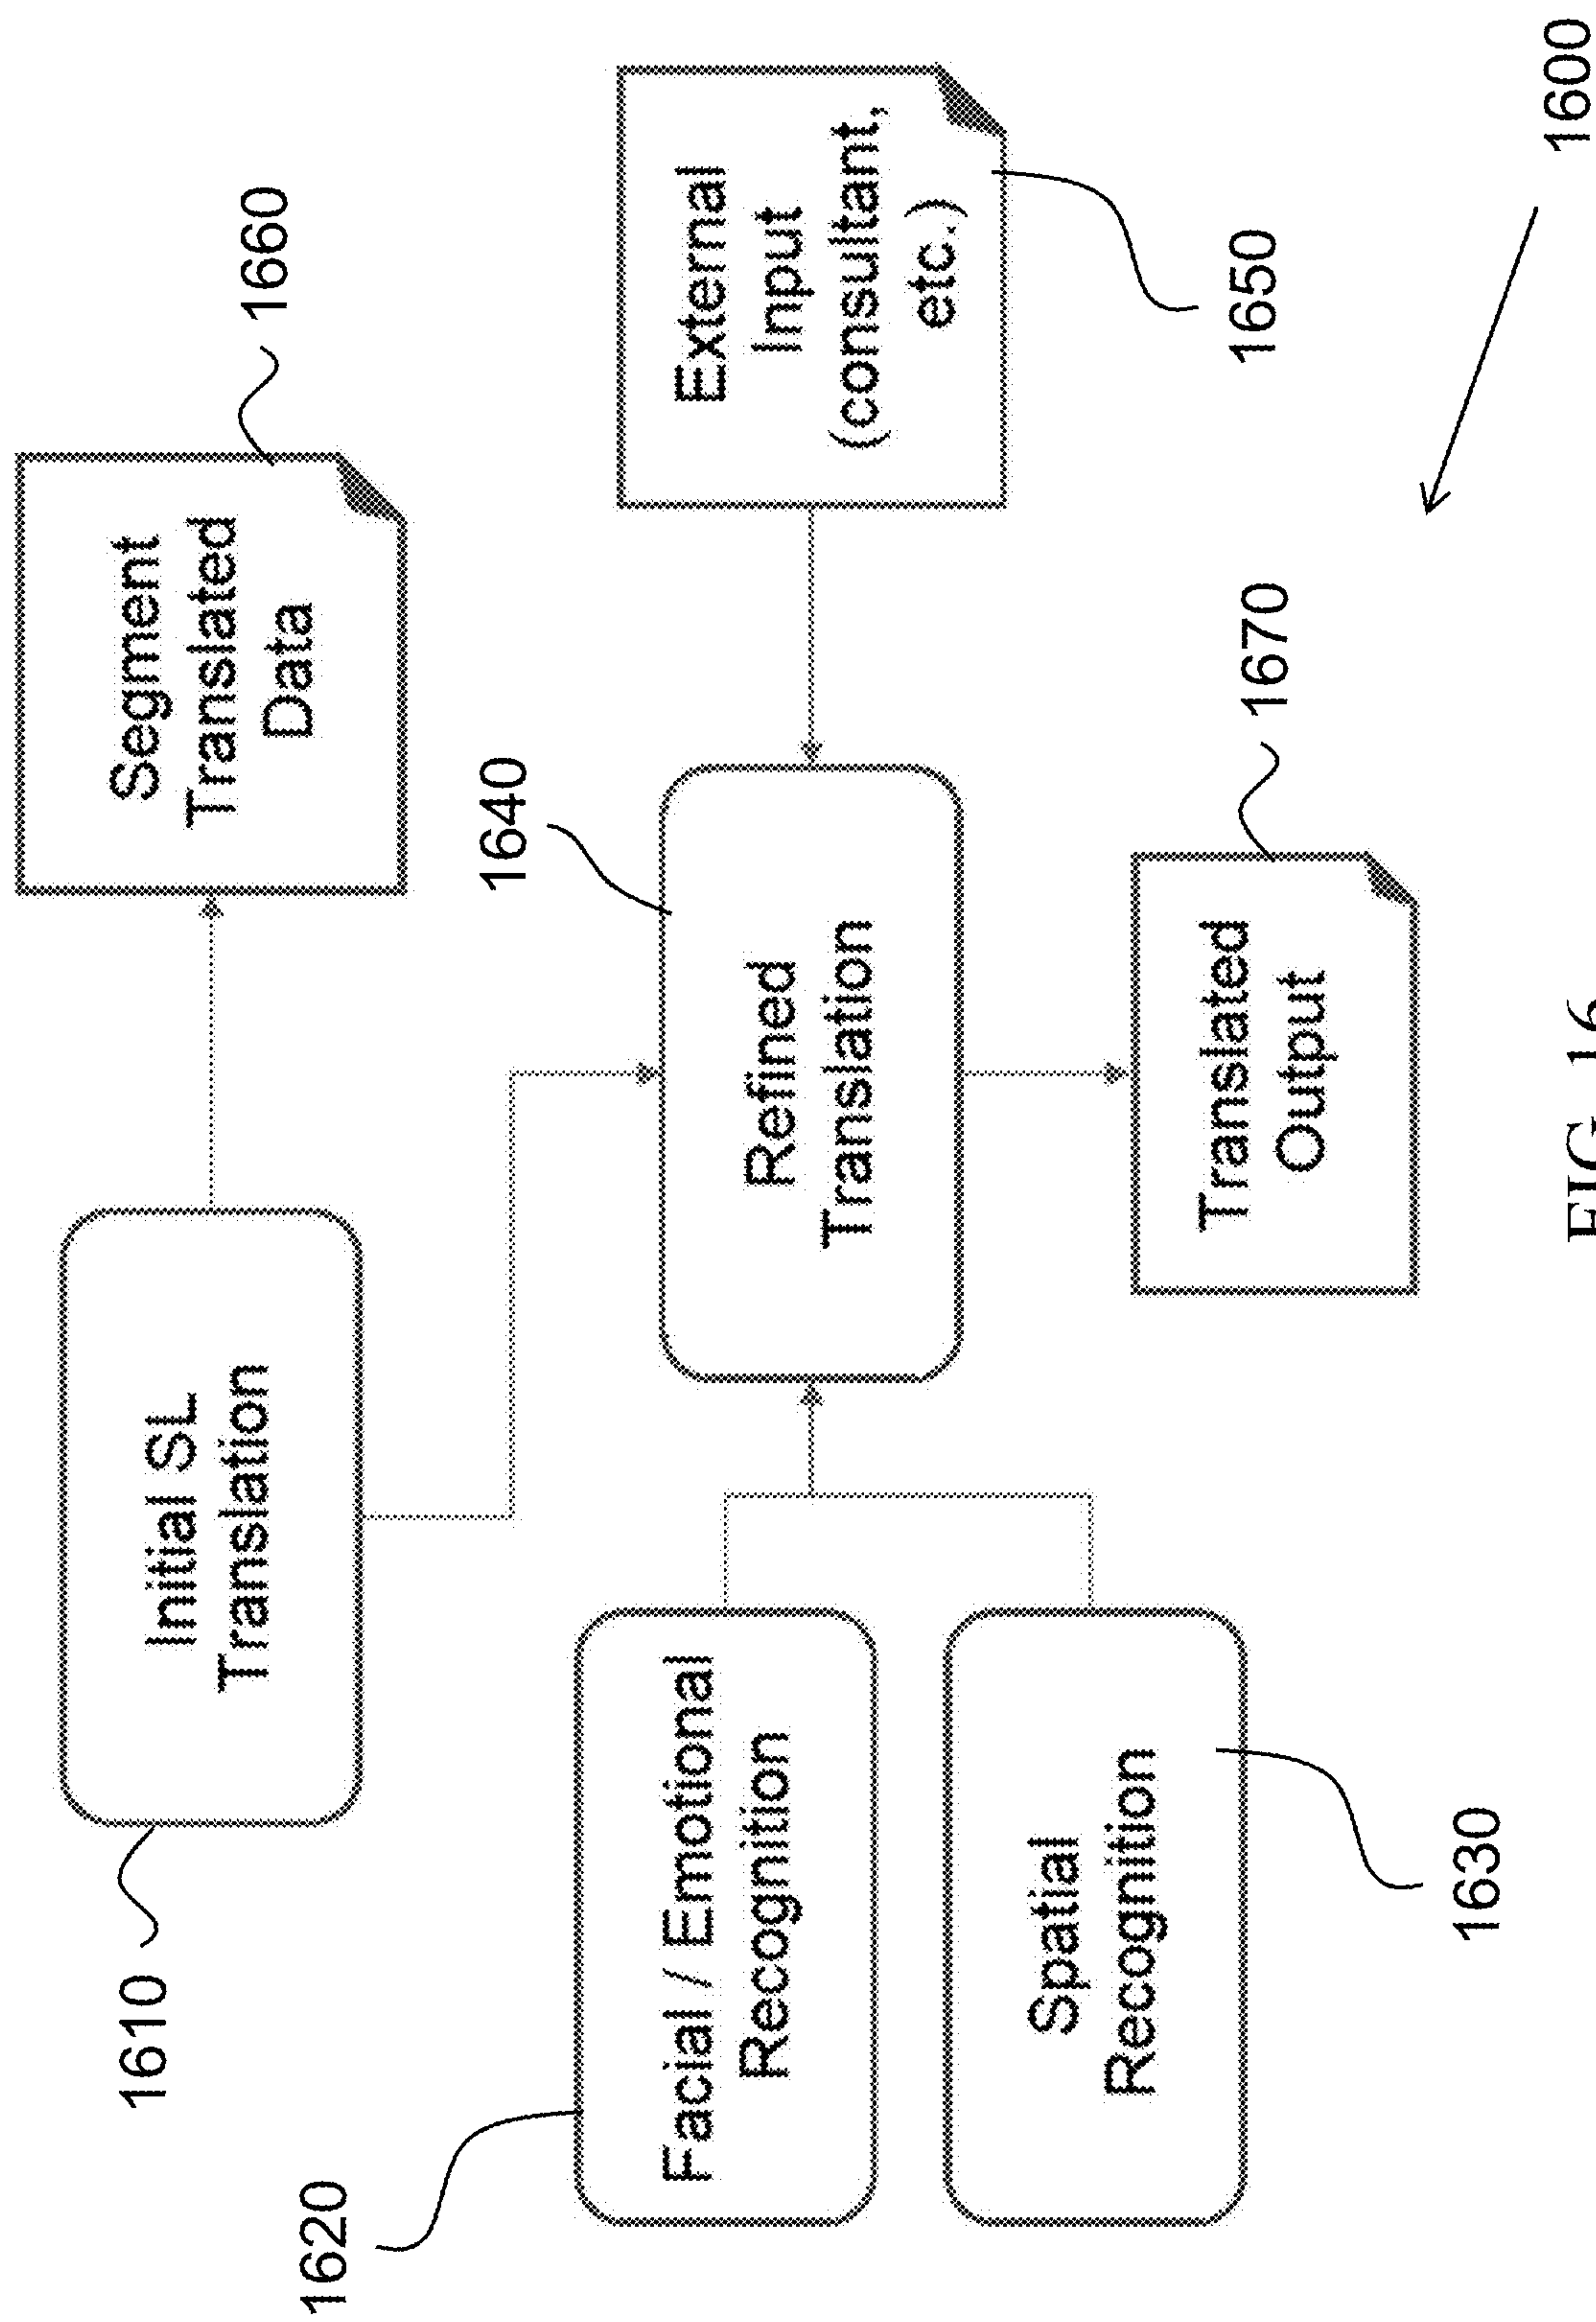 1610
Initial SL
Translation
Segment
Translated
Data
1660
1620
Facial / Emotional
Recognition
1640
Refined
Translation
External
Input
(consultant,
etc.)
1650
Spatial
Recognition
1630
Translated
Output
1670
1600
FIG. 16